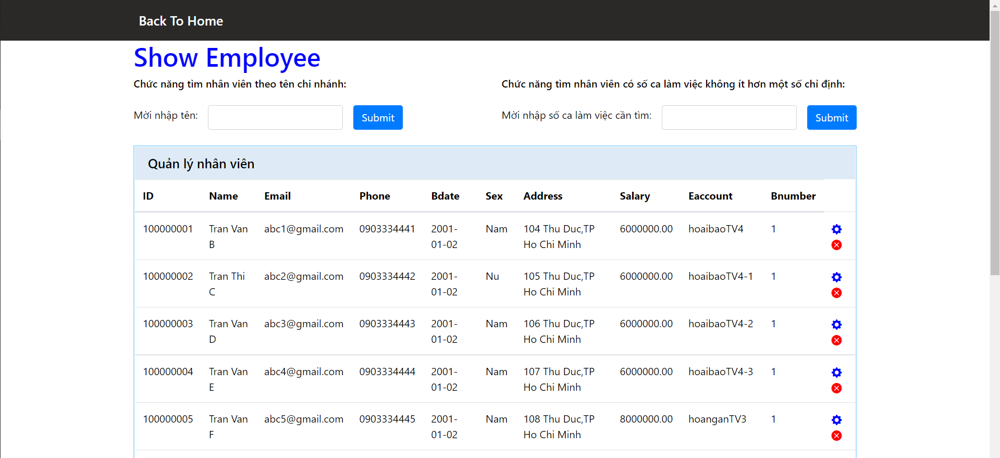 Back To Home
Show Employee
Chức năng tìm nhân viên theo tên chi nhánh:
Chức năng tìm nhân viên có số ca làm việc không ít hơn một số chỉ định:
Mời nhập tên: Submit
Mời nhập số ca làm việc cần tìm: Submit
Quản lý nhân viên
ID Name Email Phone Bdate Sex Address Salary Eaccount Bnumber
100000001 Tran Van abc1@gmail.com 0903334441 2001- Nam 104 Thu Duc,TP 6000000.00 hoaibaoTV4 1
B 01-02 Ho Chi Minh
100000002 Tran Thi abc2@gmail.com 0903334442 2001- Nu 105 Thu Duc,TP 6000000.00 hoaibaoTV4-1 1
C 01-02 Ho Chi Minh
100000003 Tran Van abc3@gmail.com 0903334443 2001- Nam 106 Thu Duc,TP 6000000.00 hoaibaoTV4-2 1
D 01-02 Ho Chi Minh
100000004 Tran Van abc4@gmail.com 0903334444 2001- Nam 107 Thu Duc,TP 6000000.00 hoaibaoTV4-3 1
E 01-02 Ho Chi Minh
100000005 Tran Van abc5@gmail.com 0903334445 2001- Nam 108 Thu Duc,TP 8000000.00 hoanganTV3 1
F 01-02 Ho Chi Minh